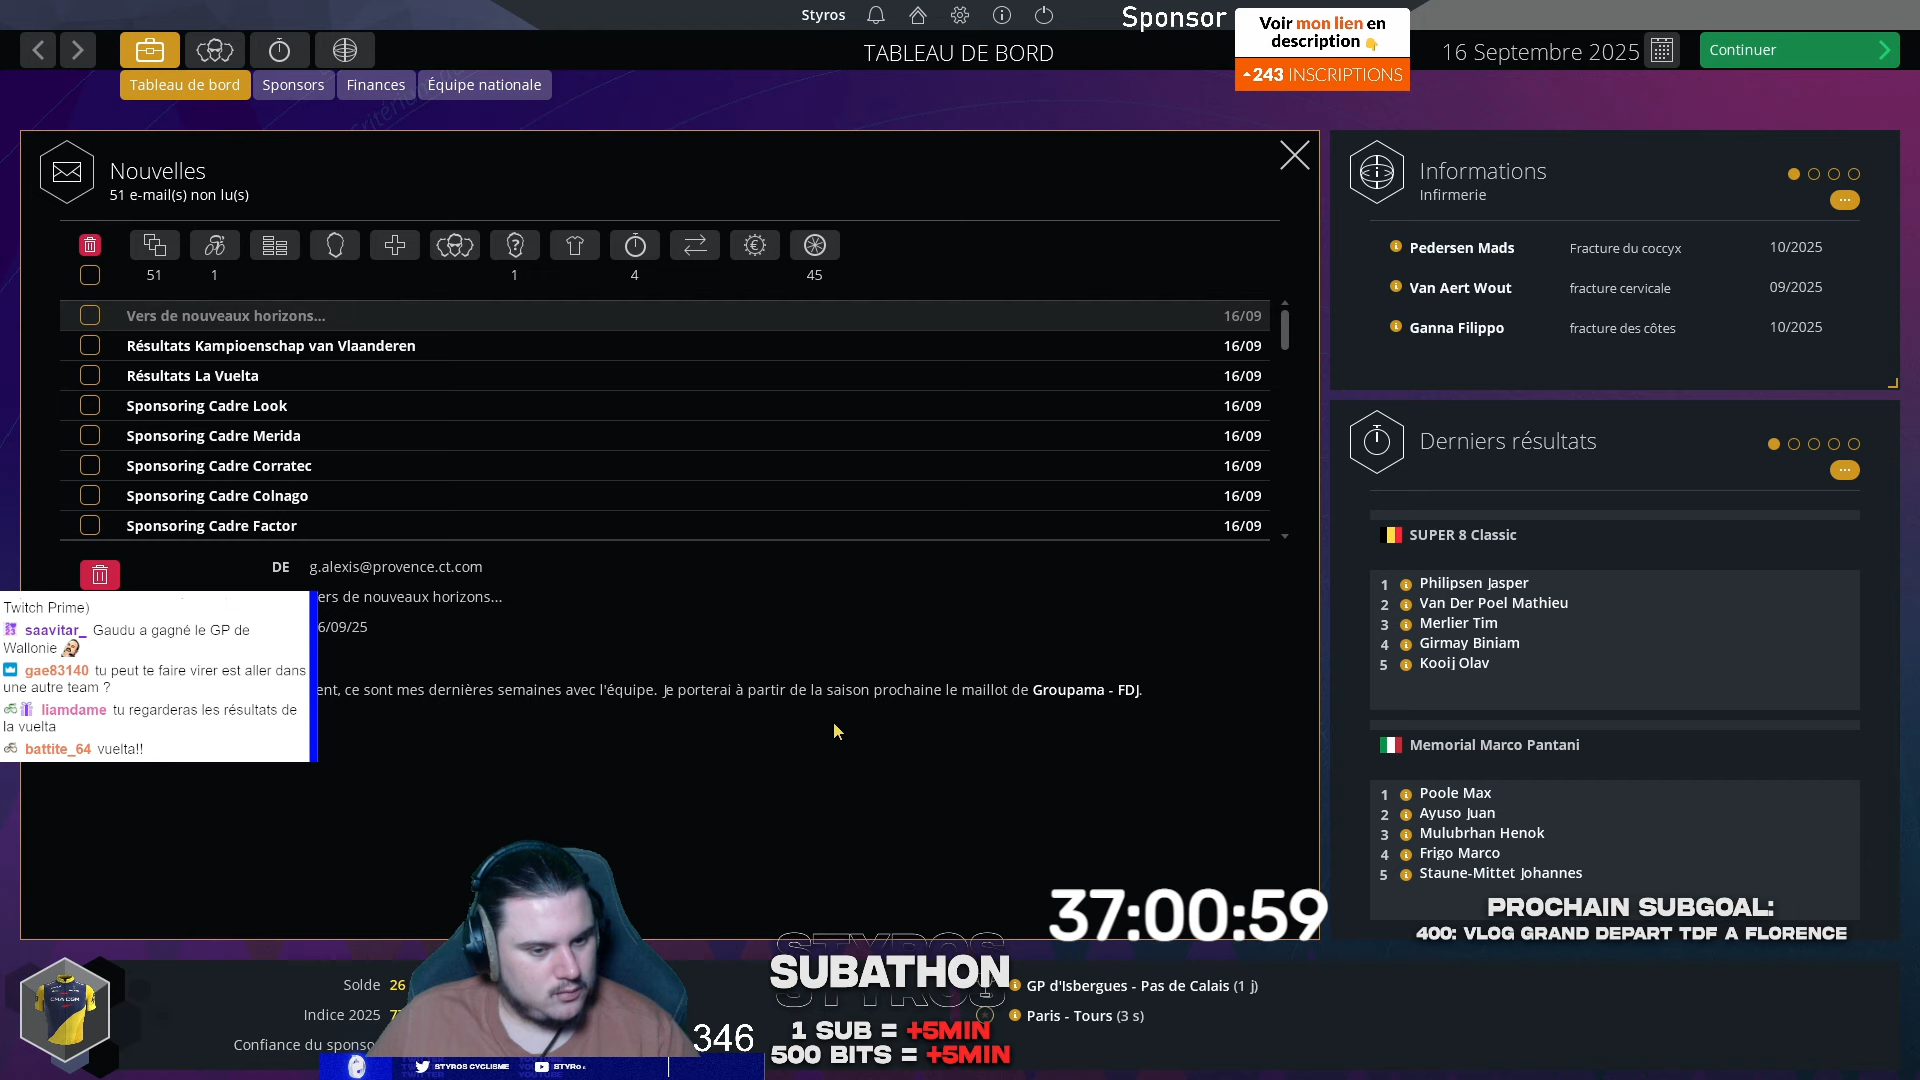 Styros
Sponsor
Voir mon lien en
description
243 INSCRIPTIONS
TABLEAU DE BORD
16 Septembre 2025
Continuer
Tableau de bord
Sponsors
Finances
Équipe nationale
Nouvelles
51 e-mail(s) non lu(s)
51
1
1
4
45
Vers de nouveaux horizons... 16/09
Résultats Kampioenschap van Vlaanderen 16/09
Résultats La Vuelta 16/09
Sponsoring Cadre Look 16/09
Sponsoring Cadre Merida 16/09
Sponsoring Cadre Corratec 16/09
Sponsoring Cadre Colnago 16/09
Sponsoring Cadre Factor 16/09
DE g.alexis@provence.ct.com
ers de nouveaux horizons...
6/09/25
ent, ce sont mes dernières semaines avec l'équipe. Je porterai à partir de la saison prochaine le maillot de Groupama - FDJ.
Twitch Prime)
saavitar_ Gaudu a gagné le GP de
Wallonie
gae83140 tu peut te faire virer est aller dans
une autre team ?
liamdame tu regarderas les résultats de
la vuelta
battite_64 vuelta!!
Informations
Infirmerie
Pedersen Mads Fracture du coccyx 10/2025
Van Aert Wout fracture cervicale 09/2025
Ganna Filippo fracture des côtes 10/2025
Derniers résultats
SUPER 8 Classic
1 Philipsen Jasper
2 Van Der Poel Mathieu
3 Merlier Tim
4 Girmay Biniam
5 Kooij Olav
Memorial Marco Pantani
1 Poole Max
2 Ayuso Juan
3 Mulubrhan Henok
4 Frigo Marco
5 Staune-Mittet Johannes
PROCHAIN SUBGOAL:
400: VLOG GRAND DEPART TDF A FLORENCE
37:00:59
STYROS
SUBATHON
STYROS
1 SUB = +5MIN
500 BITS = +5MIN
346
Solde 26
Indice 2025
Confiance du sponso
CMA CGM
GP d'Isbergues - Pas de Calais (1 j)
Paris - Tours (3 s)
STYROS CYCLISME